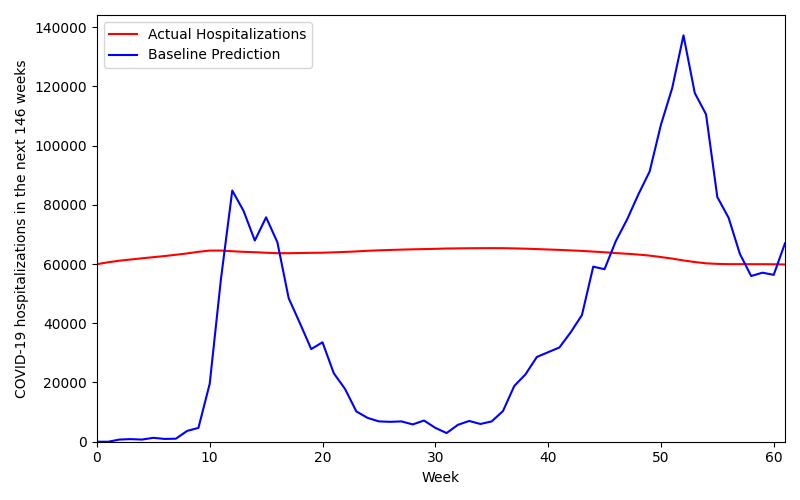 Actual Hospitalizations
Baseline Prediction
COVID-19 hospitalizations in the next 146 weeks
140000
120000
100000
80000
60000
40000
20000
0
0 10 20 30 40 50 60
Week